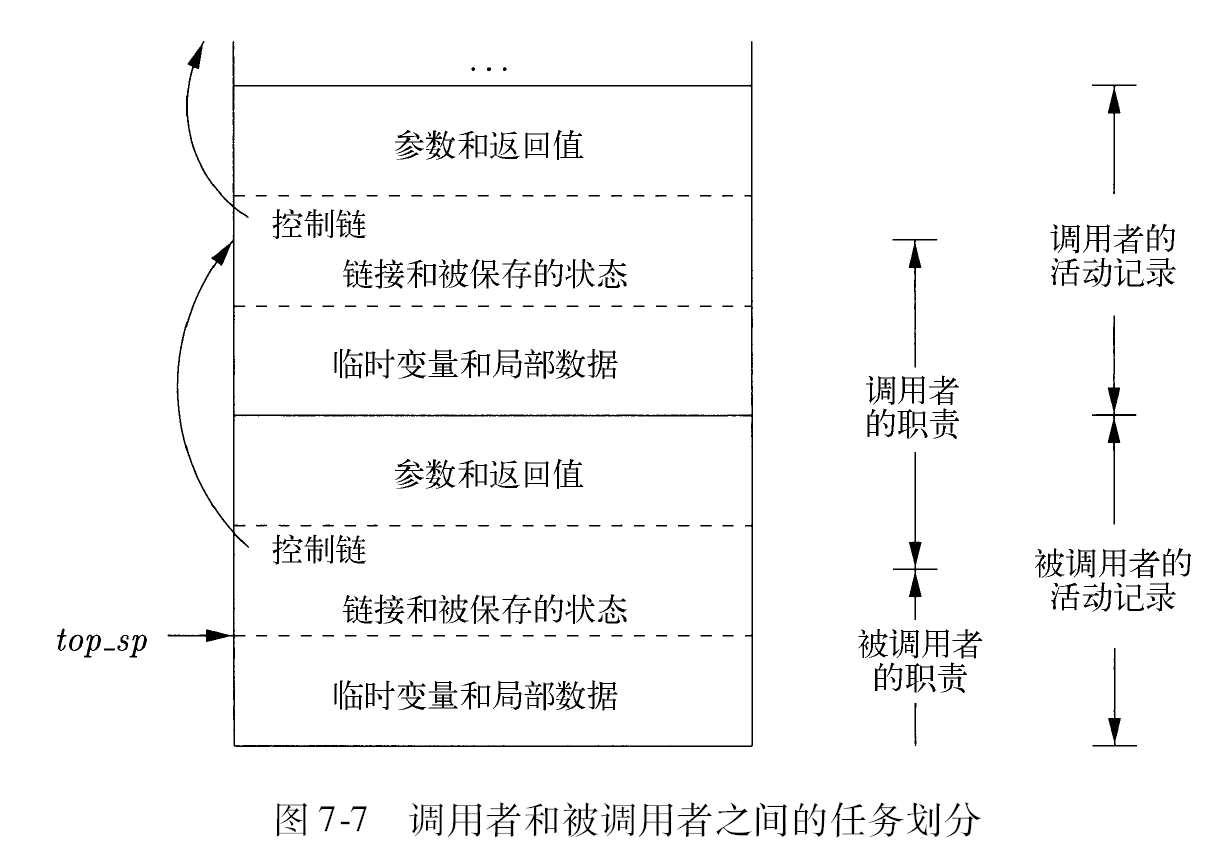 ...
参数和返回值
控制链
链接和被保存的状态
临时变量和局部数据
调用者的
活动记录
调用者
的职责
参数和返回值
控制链
链接和被保存的状态
top_sp
临时变量和局部数据
被调用者的
活动记录
被调用者
的职责
图 7-7 调用者和被调用者之间的任务划分